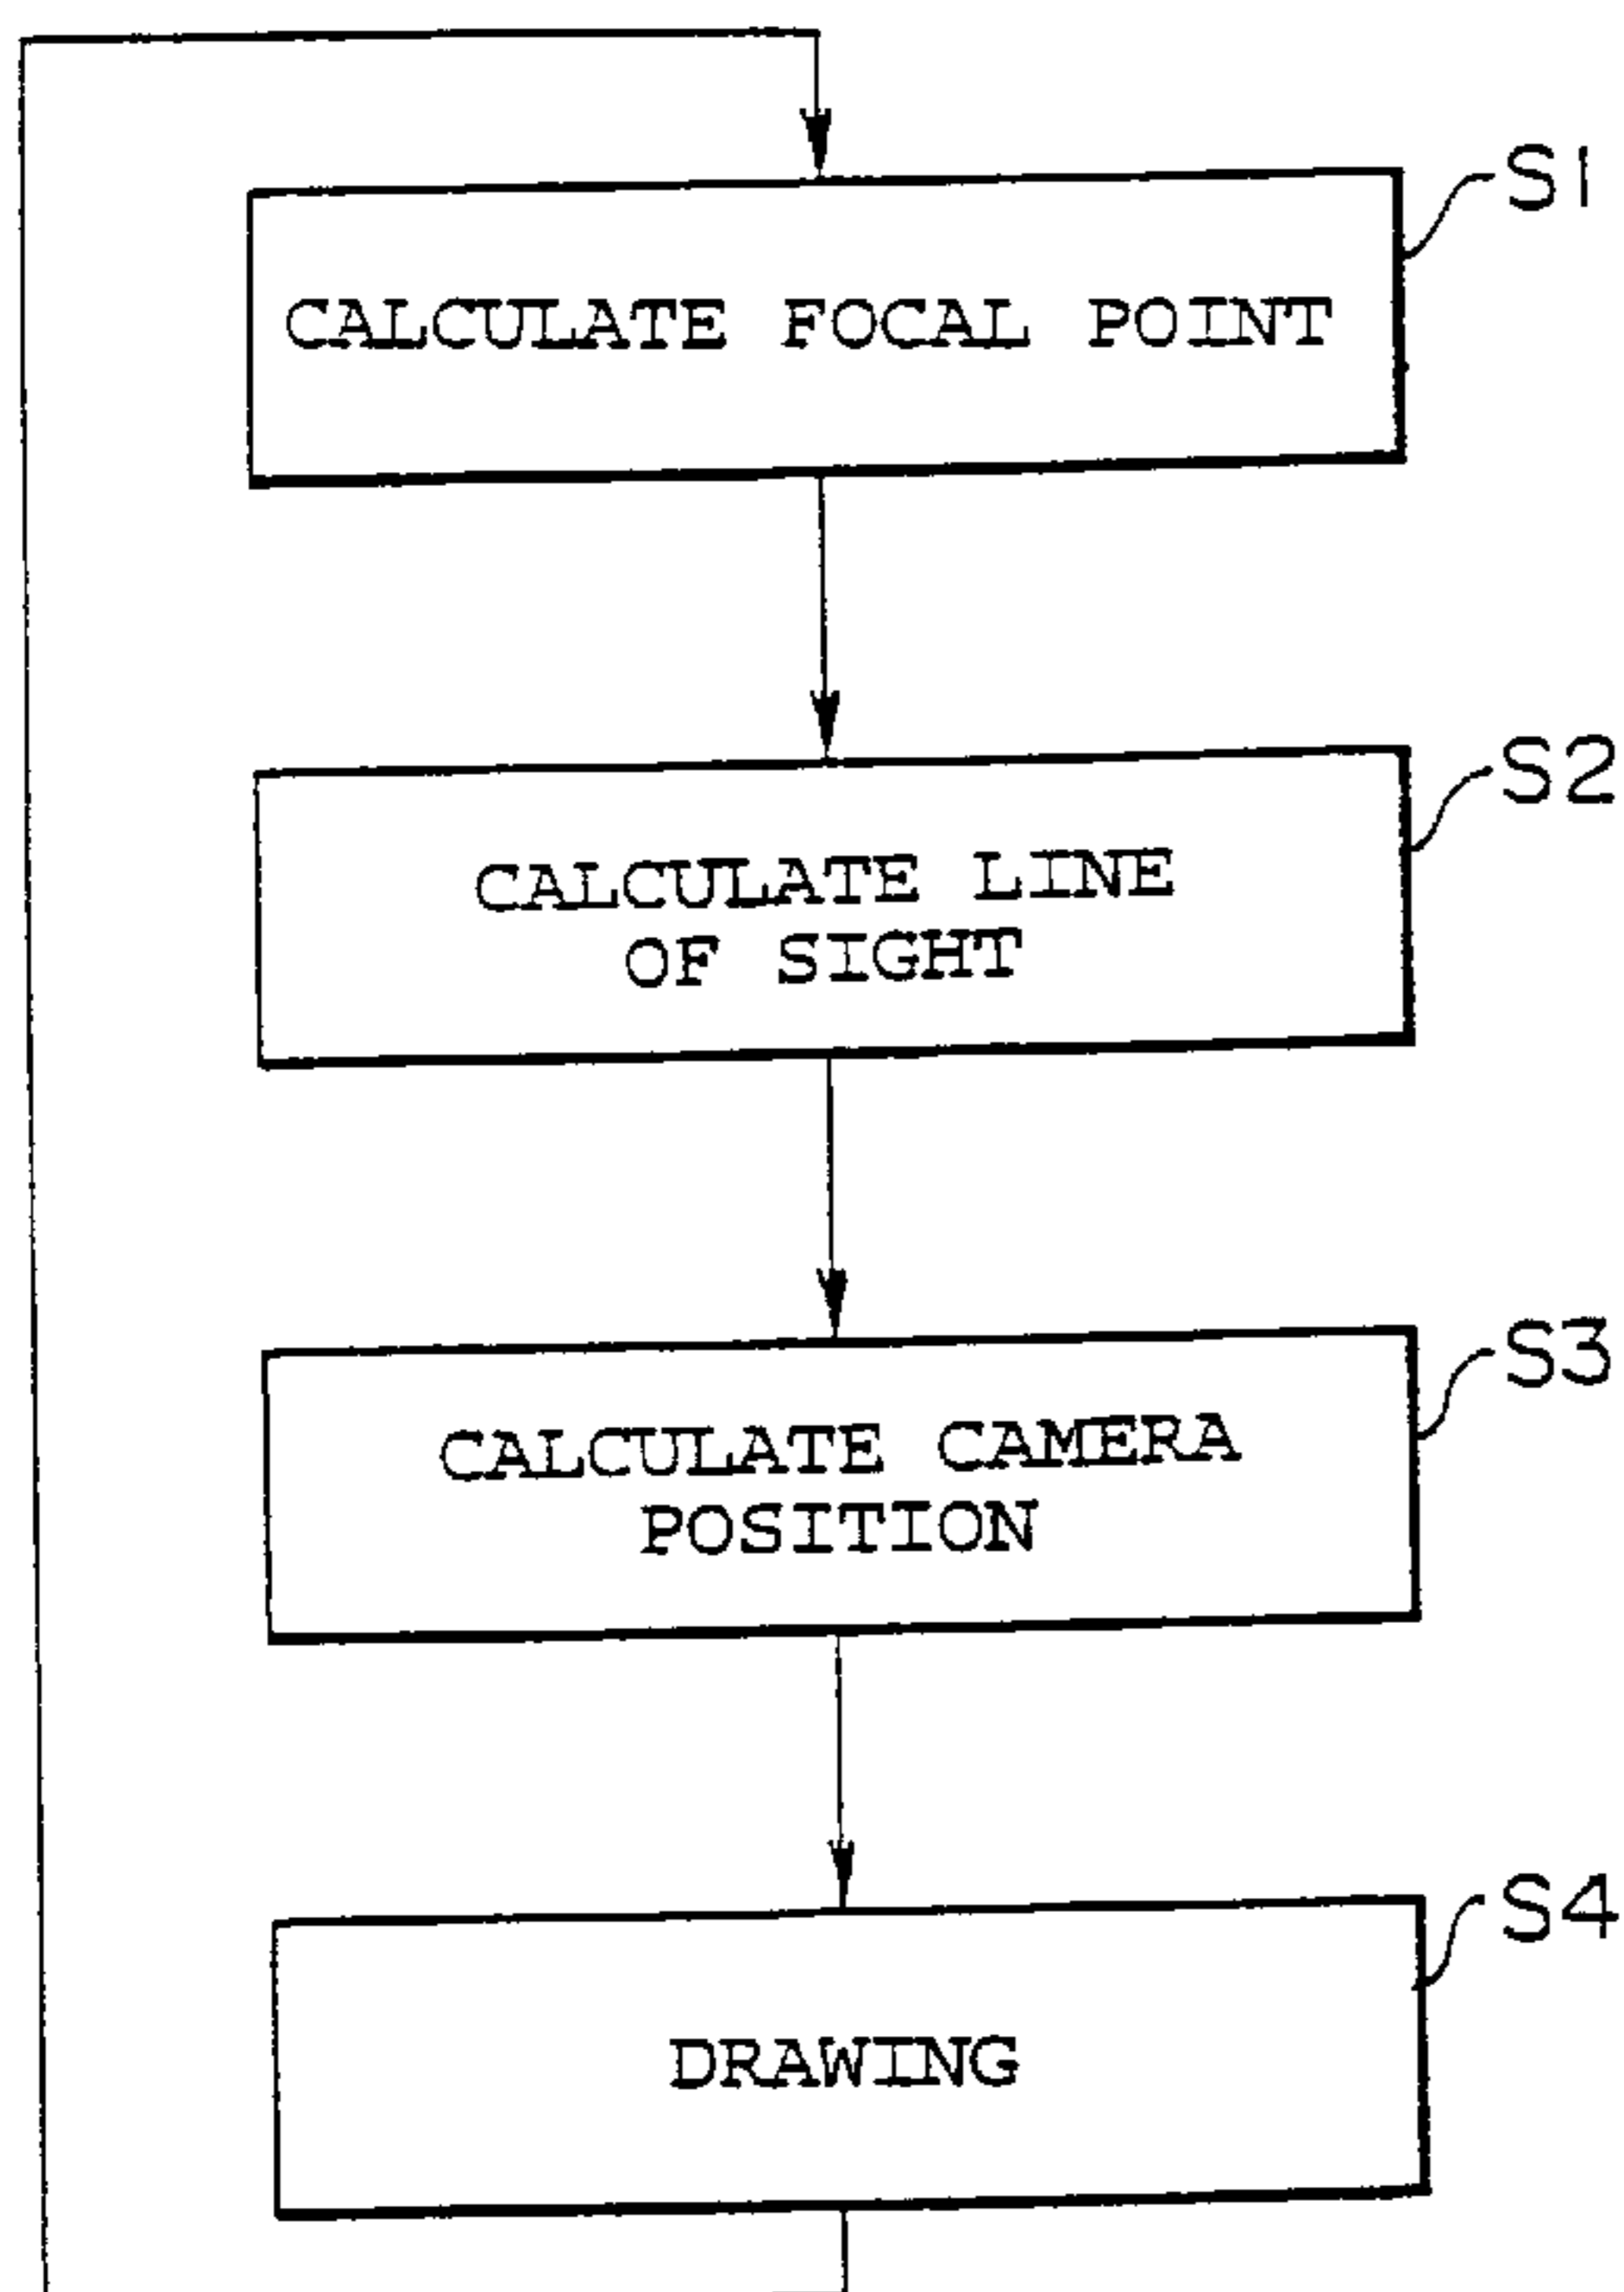 S1
CALCULATE FOCAL POINT
S2
CALCULATE LINE
OF SIGHT
S3
CALCULATE CAMERA
POSITION
S4
DRAWING